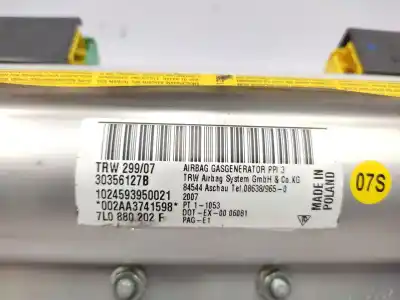 TRW 299/07
30356127B
1024593950021
*002AA3741598*
7L0 880 202 E
AIRBAG GASGENERATOR PPI 3
TRW Airbag System GmbH & Co.KG
84544 Aschau Tel.08638/965-0
2007
PT 1-1053
DOT-EX-00 06081
PAG-E1
MADE IN
POLAND
07S